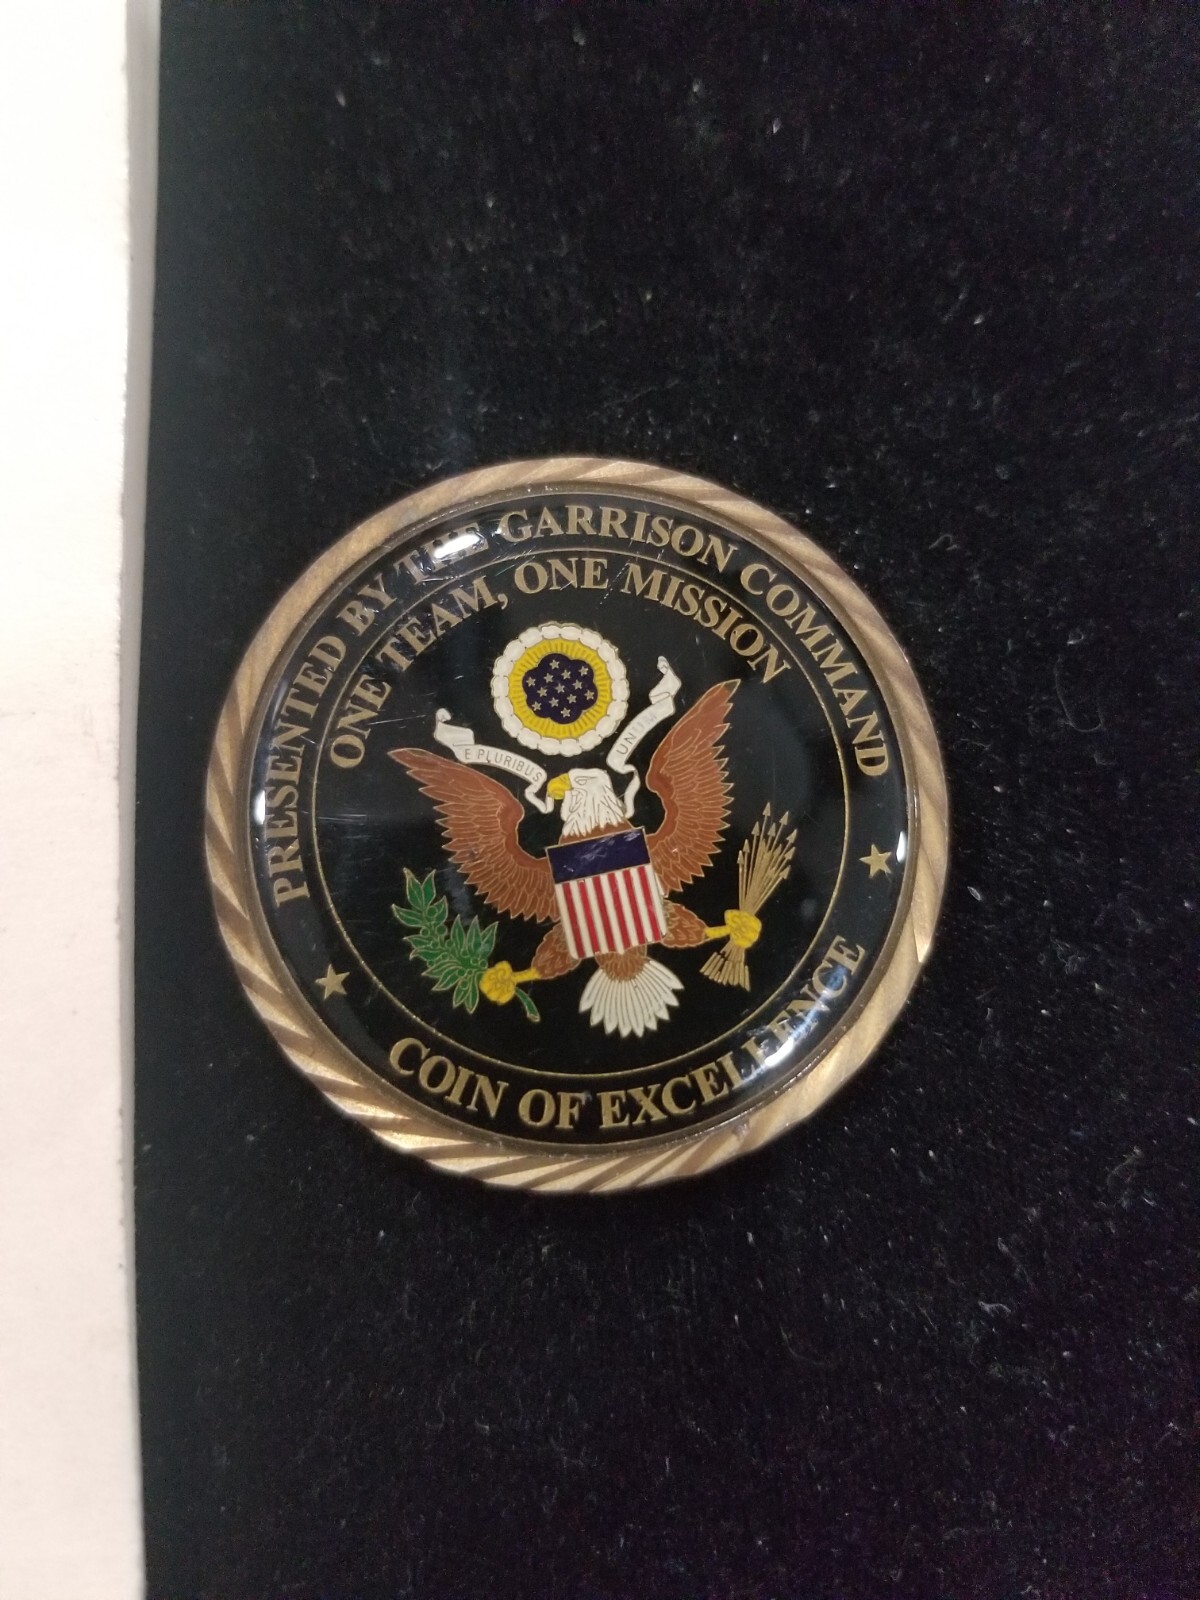 PRESENTED BY THE GARRISON COMMAND
ONE TEAM, ONE MISSION
E PLURIBUS
UNUM
COIN OF EXCELLENCE